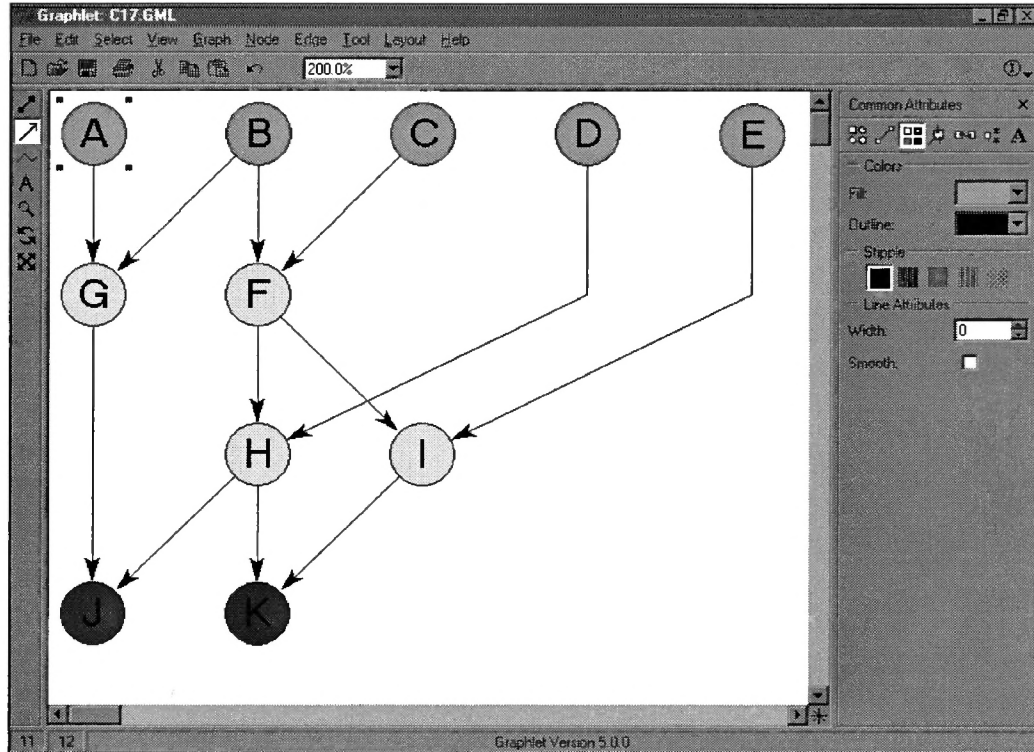 Graphlet: C17.GML
File Edit Select View Graph Node Edge Tool Layout Help
200.0%
Common Attributes
A
Colors
Fill:
Outline:
Stipple
Line Attributes
Width: 0
Smooth:
A
A B C D E
G F
H I
J K
11 12 Graphlet Version 5.0.0